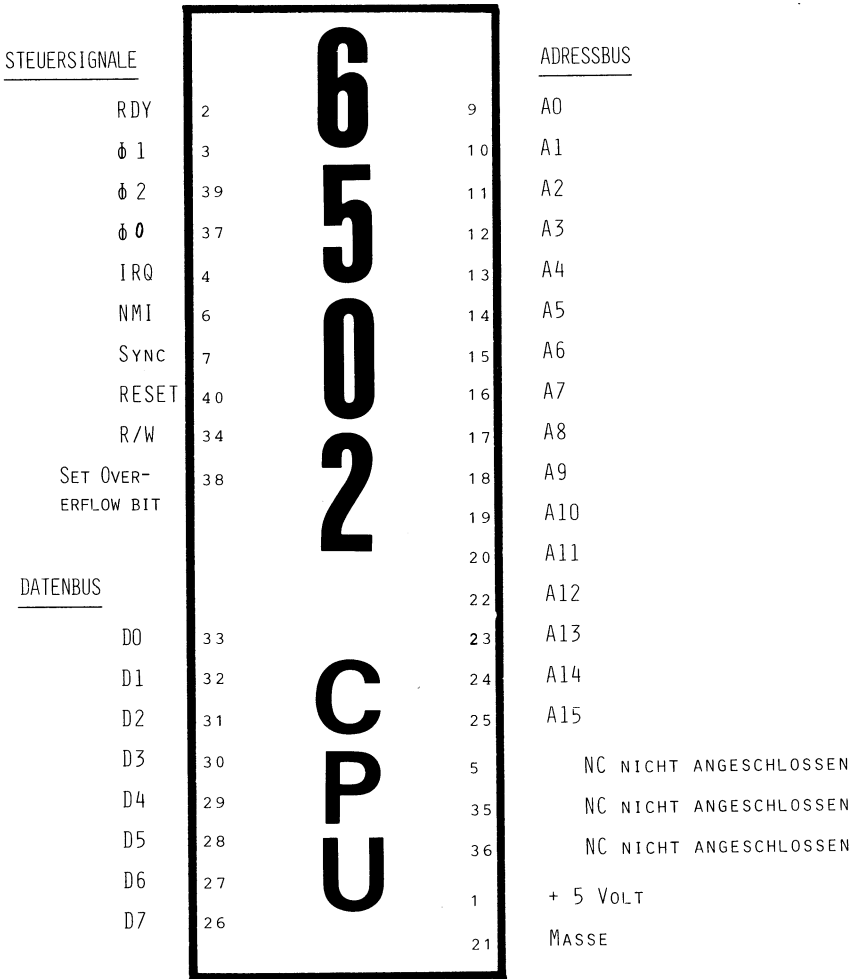 STEUERSIGNALE
RDY 2
ϕ 1 3
ϕ 2 39
ϕ 0 37
IRQ 4
NMI 6
SYNC 7
RESET 40
R/W 34
SET OVER- 38
ERFLOW BIT
DATENBUS
D0 33
D1 32
D2 31
D3 30
D4 29
D5 28
D6 27
D7 26
6502
CPU
ADRESSBUS
9 A0
10 A1
11 A2
12 A3
13 A4
14 A5
15 A6
16 A7
17 A8
18 A9
19 A10
20 A11
22 A12
23 A13
24 A14
25 A15
5 NC NICHT ANGESCHLOSSEN
35 NC NICHT ANGESCHLOSSEN
36 NC NICHT ANGESCHLOSSEN
1 + 5 VOLT
21 MASSE